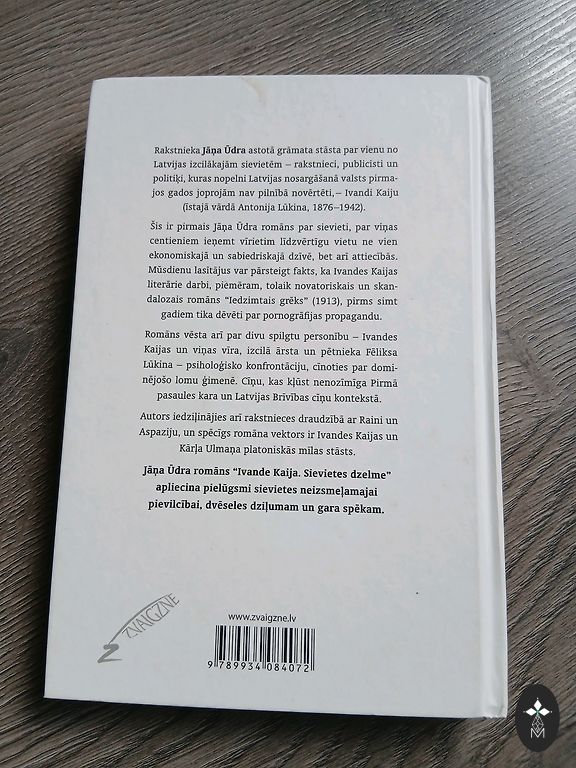 Rakstnieka Jāņa Ūdra astotā grāmata stāsta par vienu no
Latvijas izcilākajām sievietēm – rakstnieci, publicisti un
politiķi, kuras nopelni Latvijas nosargāšanā valsts pirma-
jos gados joprojām nav pilnībā novērtēti,– Ivandi Kaiju
(īstajā vārdā Antonija Lūkina, 1876–1942).
Šis ir pirmais Jāņa Ūdra romāns par sievieti, par viņas
centieniem ieņemt vīrietim līdzvērtīgu vietu ne vien
ekonomiskajā un sabiedriskajā dzīvē, bet arī attiecībās.
Mūsdienu lasītājus var pārsteigt fakts, ka Ivandes Kaijas
literārie darbi, piemēram, tolaik novatoriskais un skan-
dalozais romāns “Iedzimtais grēks” (1913), pirms simt
gadiem tika dēvēti par pornogrāfijas propagandu.
Romāns vēsta arī par divu spilgtu personību – Ivandes
Kaijas un viņas vīra, izcilā ārsta un pētnieka Fēliksa
Lūkina – psiholoģisko konfrontāciju, cīnoties par domi-
nējošo lomu ģimenē. Cīņu, kas kļūst nenozīmīga Pirmā
pasaules kara un Latvijas Brīvības cīņu kontekstā.
Autors iedziļinājies arī rakstnieces draudzībā ar Raini un
Aspaziju, un spēcīgs romāna vektors ir Ivandes Kaijas un
Kārļa Ulmaņa platoniskās mīlas stāsts.
Jāņa Ūdra romāns “Ivande Kaija. Sievietes dzelme”
apliecina pielūgsmi sievietes neizsmeļamajai
pievilcībai, dvēseles dziļumam un gara spēkam.
ZVAIGZNE
www.zvaigzne.lv
9 789934 084072
M